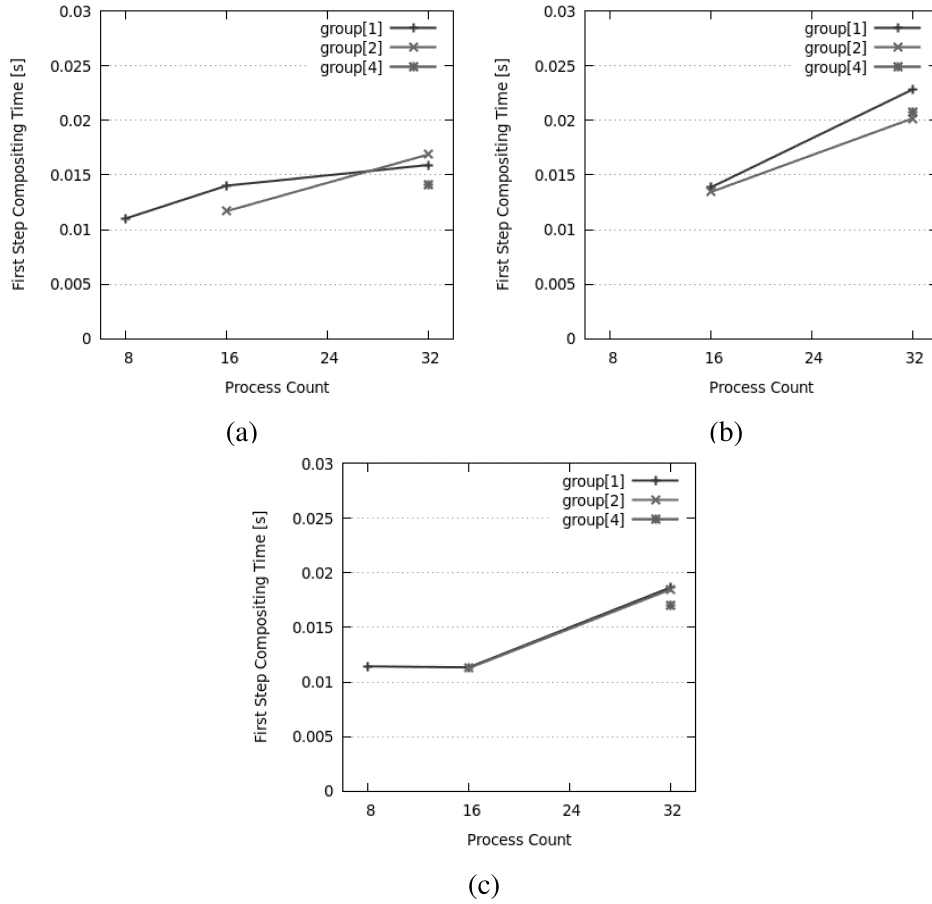 First Step Compositing Time [s]
0.03
0.025
0.02
0.015
0.01
0.005
0
group[1]
group[2]
group[4]
8 16 24 32
Process Count
(a)
First Step Compositing Time [s]
0.03
0.025
0.02
0.015
0.01
0.005
0
group[1]
group[2]
group[4]
8 16 24 32
Process Count
(b)
First Step Compositing Time [s]
0.03
0.025
0.02
0.015
0.01
0.005
0
group[1]
group[2]
group[4]
8 16 24 32
Process Count
(c)